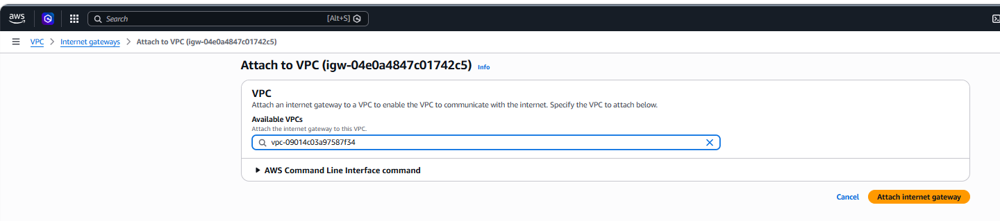 aws
Search [Alt+S]
VPC > Internet gateways > Attach to VPC (igw-04e0a4847c01742c5)
Attach to VPC (igw-04e0a4847c01742c5) Info
VPC
Attach an internet gateway to a VPC to enable the VPC to communicate with the internet. Specify the VPC to attach below.
Available VPCs
Attach the internet gateway to this VPC.
vpc-09014c03a97587f34
AWS Command Line Interface command
Cancel Attach internet gateway